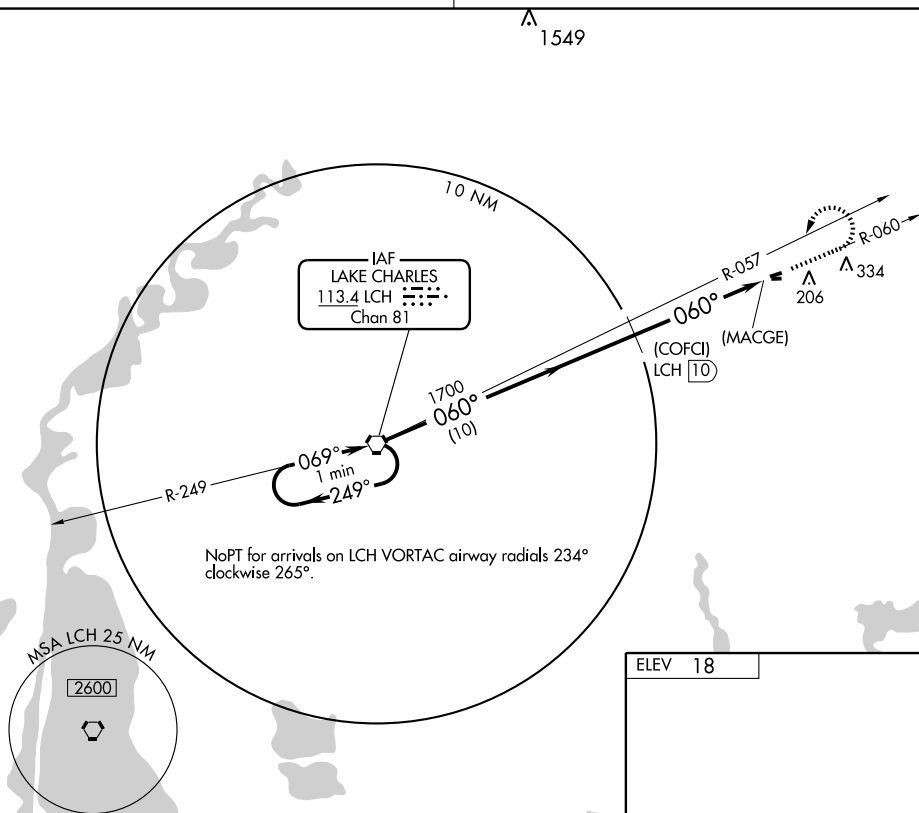 1549
10 NM
IAF
LAKE CHARLES
113.4 LCH
Chan 81
R-057
R-060
334
206
060°
(MACGE)
(COFCI)
LCH 10
1700
060°
(10)
069°
1 min
249°
R-249
NoPT for arrivals on LCH VORTAC airway radials 234°
clockwise 265°.
MSA LCH 25 NM
2600
ELEV 18